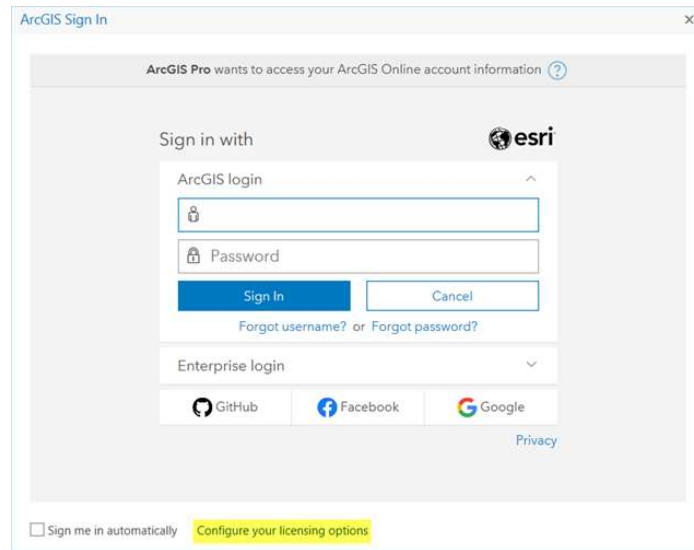 ArcGIS Sign In
ArcGIS Pro wants to access your ArcGIS Online account information ?
Sign in with esri
ArcGIS login
Password
Sign In Cancel
Forgot username? or Forgot password?
Enterprise login
GitHub Facebook Google
Privacy
Sign me in automatically Configure your licensing options